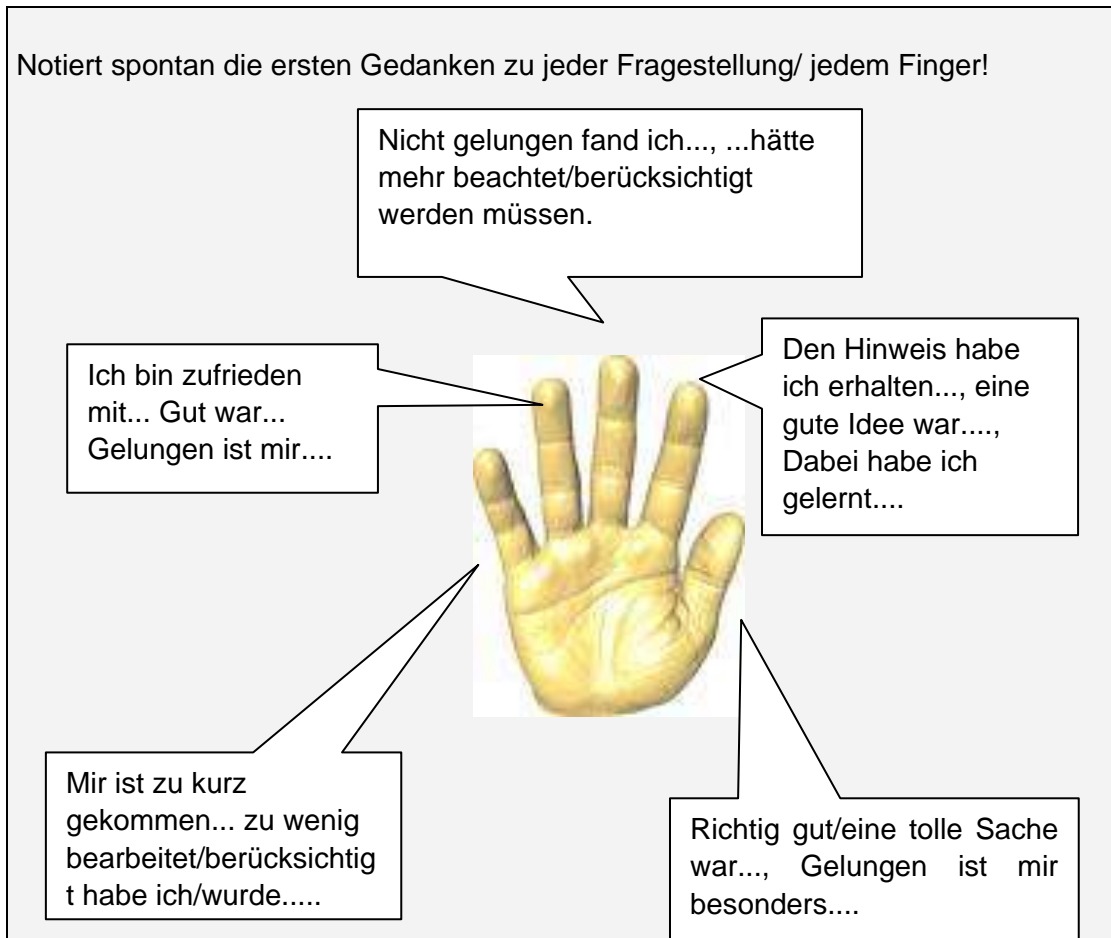 Notiert spontan die ersten Gedanken zu jeder Fragestellung/ jedem Finger!
Nicht gelungen fand ich..., ...hätte
mehr beachtet/berücksichtigt
werden müssen.
Ich bin zufrieden
mit... Gut war...
Gelungen ist mir....
Den Hinweis habe
ich erhalten..., eine
gute Idee war....,
Dabei habe ich
gelernt....
Mir ist zu kurz
gekommen... zu wenig
bearbeitet/berücksichtig
t habe ich/wurde.....
Richtig gut/eine tolle Sache
war..., Gelungen ist mir
besonders....